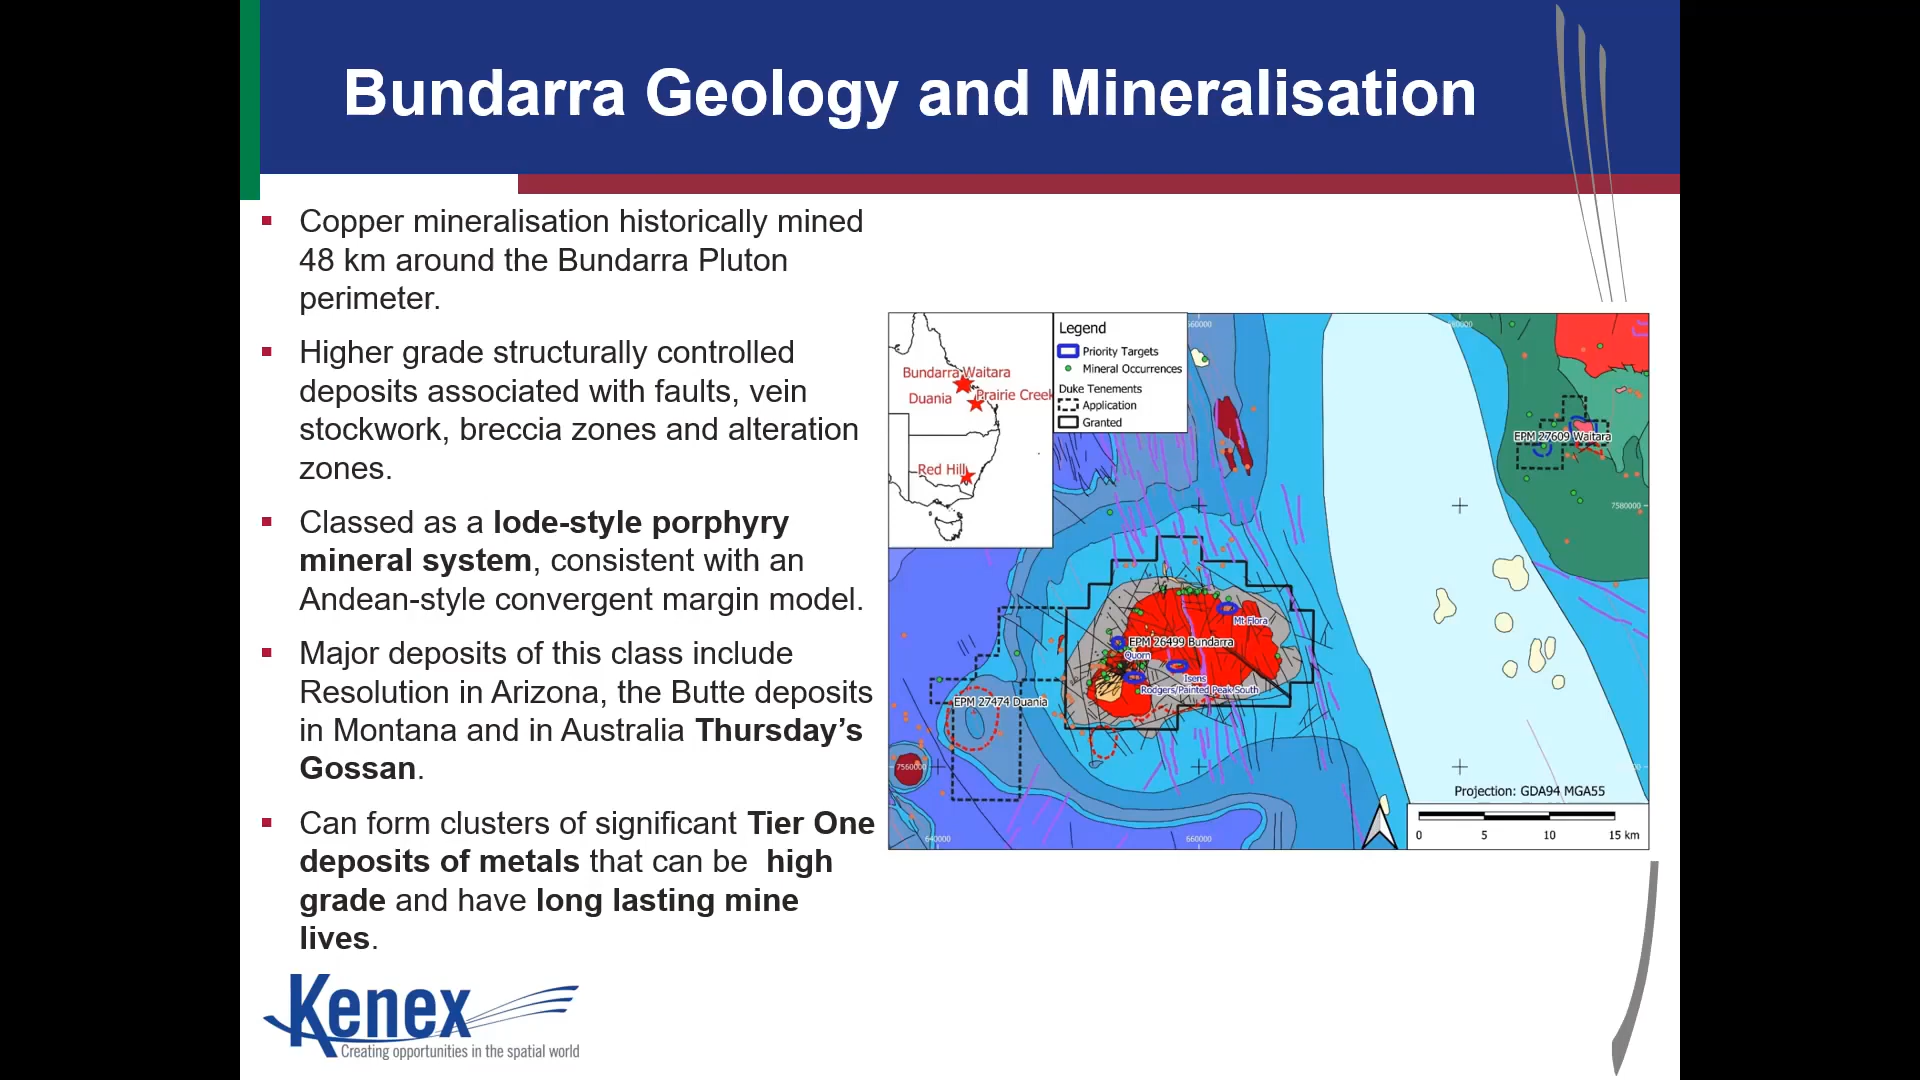 Bundarra Geology and Mineralisation
Copper mineralisation historically mined
48 km around the Bundarra Pluton
perimeter.
Higher grade structurally controlled
deposits associated with faults, vein
stockwork, breccia zones and alteration
zones.
Classed as a lode-style porphyry
mineral system, consistent with an
Andean-style convergent margin model.
Major deposits of this class include
Resolution in Arizona, the Butte deposits
in Montana and in Australia Thursday's
Gossan.
Can form clusters of significant Tier One
deposits of metals that can be high
grade and have long lasting mine
lives.
Bundarra Waitara
Duania
Prairie Creek
Red Hill
Legend
Priority Targets
Mineral Occurrences
Duke Tenements
Application
Granted
EPM 27609 Waitara
7580000
Mt Flora
EPM 26499 Bundarra
Quorn
Isens
Rodgers/Painted Peak South
EPM 27474 Duania
7560000
640000
660000
Projection: GDA94 MGA55
0 5 10 15 km
Kenex
Creating opportunities in the spatial world